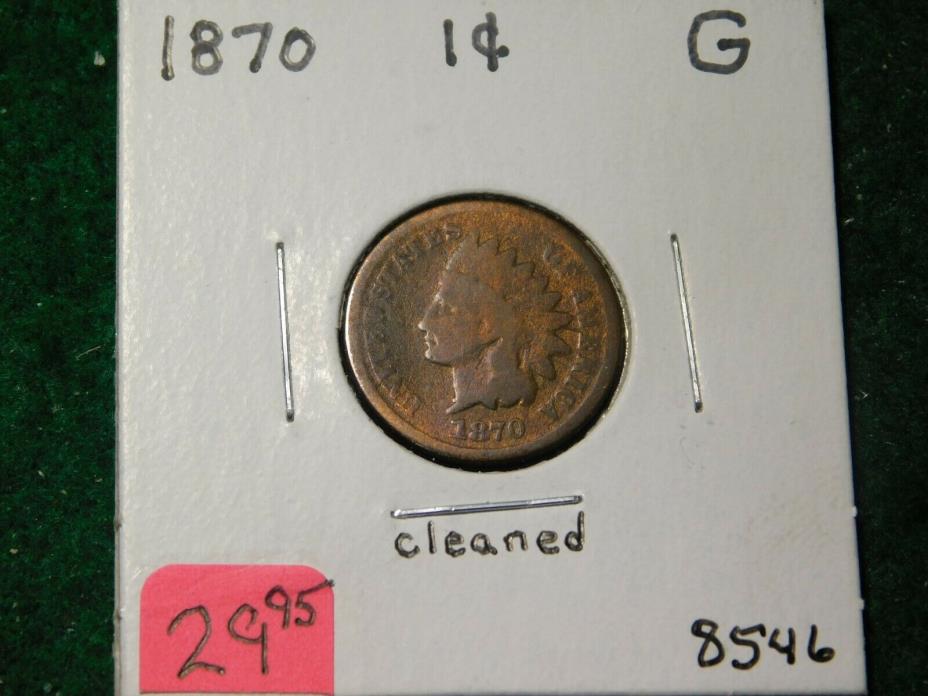 1870 1¢ G
UNITED STATES OF AMERICA
1870
cleaned
29 95
8546